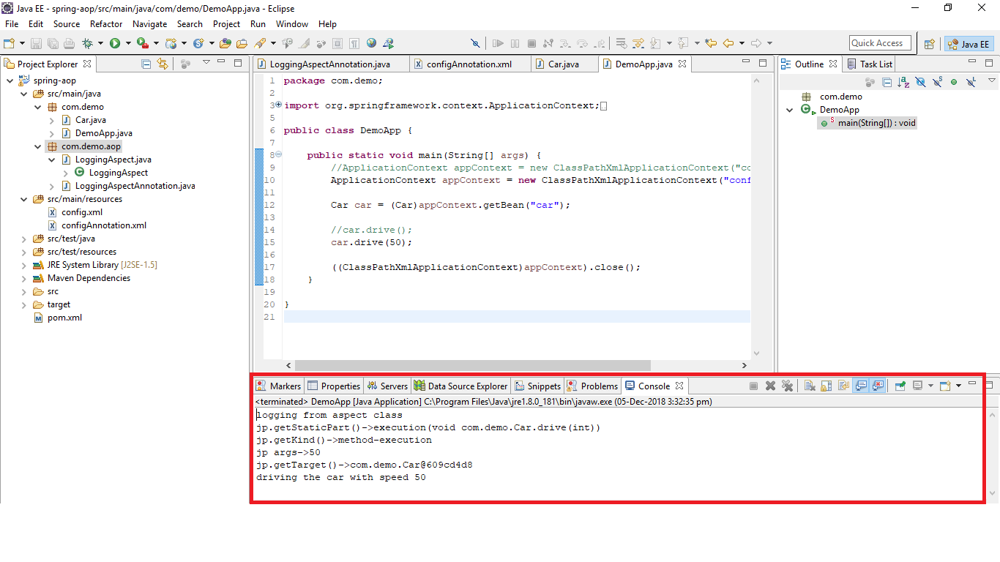 Java EE - spring-aop/src/main/java/com/demo/DemoApp.java - Eclipse
File Edit Source Refactor Navigate Search Project Run Window Help
Quick Access Java EE
Project Explorer
spring-aop
src/main/java
com.demo
Car.java
DemoApp.java
com.demo.aop
LoggingAspect.java
LoggingAspect
LoggingAspectAnnotation.java
src/main/resources
config.xml
configAnnotation.xml
src/test/java
src/test/resources
JRE System Library [J2SE-1.5]
Maven Dependencies
src
target
pom.xml
LoggingAspectAnnotation.java configAnnotation.xml Car.java DemoApp.java
1 package com.demo;
2
3 import org.springframework.context.ApplicationContext;
5
6 public class DemoApp {
7
8 public static void main(String[] args) {
9 //ApplicationContext appContext = new ClassPathXmlApplicationContext("co
10 ApplicationContext appContext = new ClassPathXmlApplicationContext("conf
11
12 Car car = (Car)appContext.getBean("car");
13
14 //car.drive();
15 car.drive(50);
16
17 ((ClassPathXmlApplicationContext)appContext).close();
18 }
19
20 }
21
Outline Task List
com.demo
DemoApp
main(String[]) : void
Markers Properties Servers Data Source Explorer Snippets Problems Console
<terminated> DemoApp [Java Application] C:\Program Files\Java\jre1.8.0_181\bin\javaw.exe (05-Dec-2018 3:32:35 pm)
logging from aspect class
jp.getStaticPart()->execution(void com.demo.Car.drive(int))
jp.getKind()->method-execution
jp args->50
jp.getTarget()->com.demo.Car@609cd4d8
driving the car with speed 50